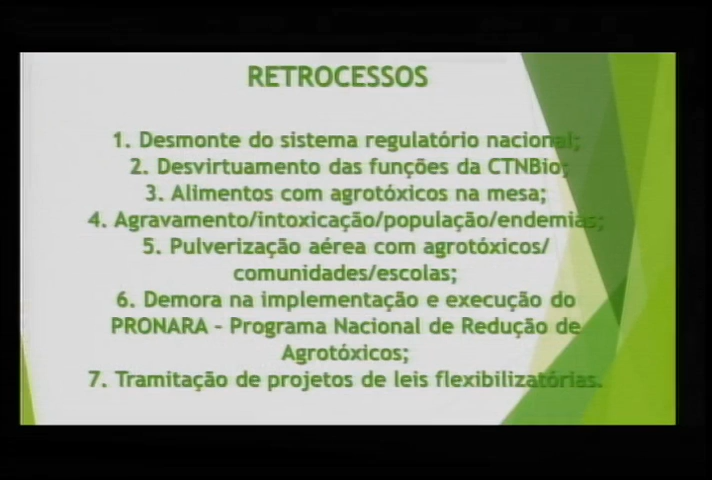 RETROCESSOS
1. Desmonte do sistema regulatório nacional;
2. Desvirtuamento das funções da CTNBio;
3. Alimentos com agrotóxicos na mesa;
4. Agravamento/intoxicação/população/endemias;
5. Pulverização aérea com agrotóxicos/
comunidades/escolas;
6. Demora na implementação e execução do
PRONARA - Programa Nacional de Redução de
Agrotóxicos;
7. Tramitação de projetos de leis flexibilizatórias.